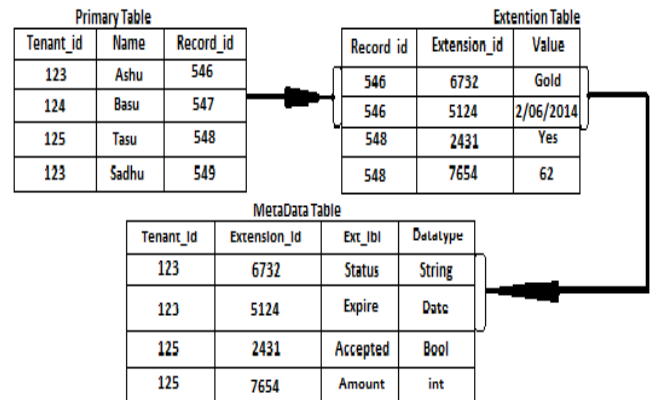 Primary Table
Tenant_id Name Record_id
123 Ashu 546
124 Basu 547
125 Tasu 548
123 Sadhu 549
Extention Table
Record id Extension_id Value
546 6732 Gold
546 5124 2/06/2014
548 2431 Yes
548 7654 62
MetaData Table
Tenant_id Extension_id Ext_lbl Datatype
123 6732 Status String
123 5124 Expire Date
125 2431 Accepted Bool
125 7654 Amount int